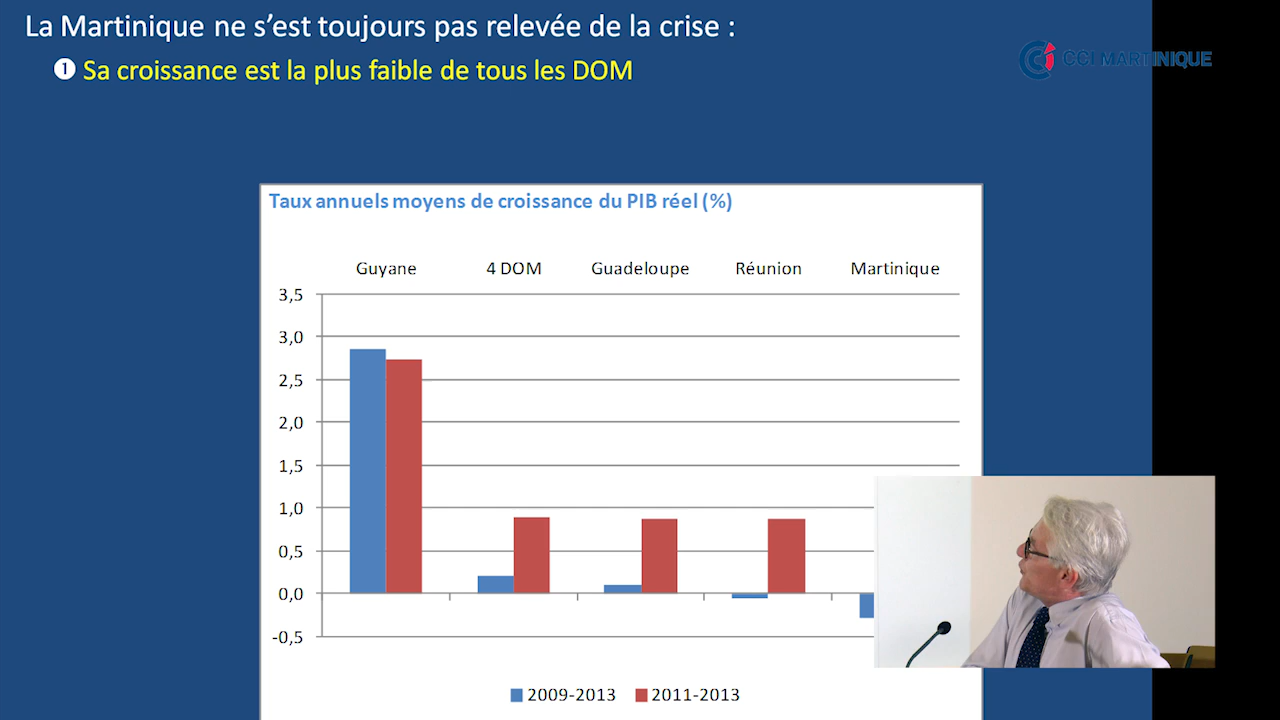 La Martinique ne s'est toujours pas relevée de la crise :
❶ Sa croissance est la plus faible de tous les DOM
CCI MARTINIQUE
Taux annuels moyens de croissance du PIB réel (%)
Guyane 4 DOM Guadeloupe Réunion Martinique
3,5
3,0
2,5
2,0
1,5
1,0
0,5
0,0
-0,5
2009-2013 2011-2013